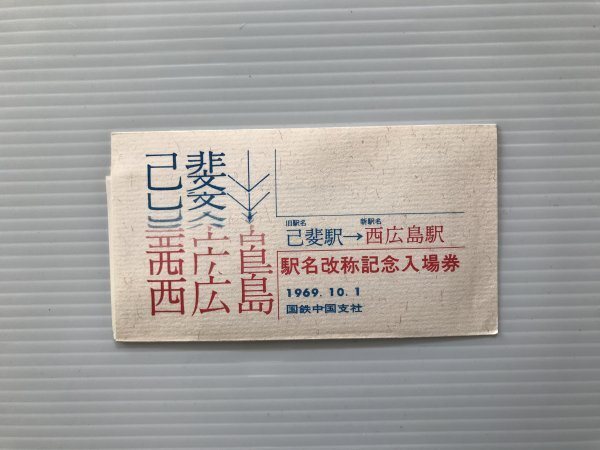 己斐
西広島
旧駅名 新駅名
己斐駅→西広島駅
駅名改称記念入場券
1969. 10. 1
国鉄中国支社